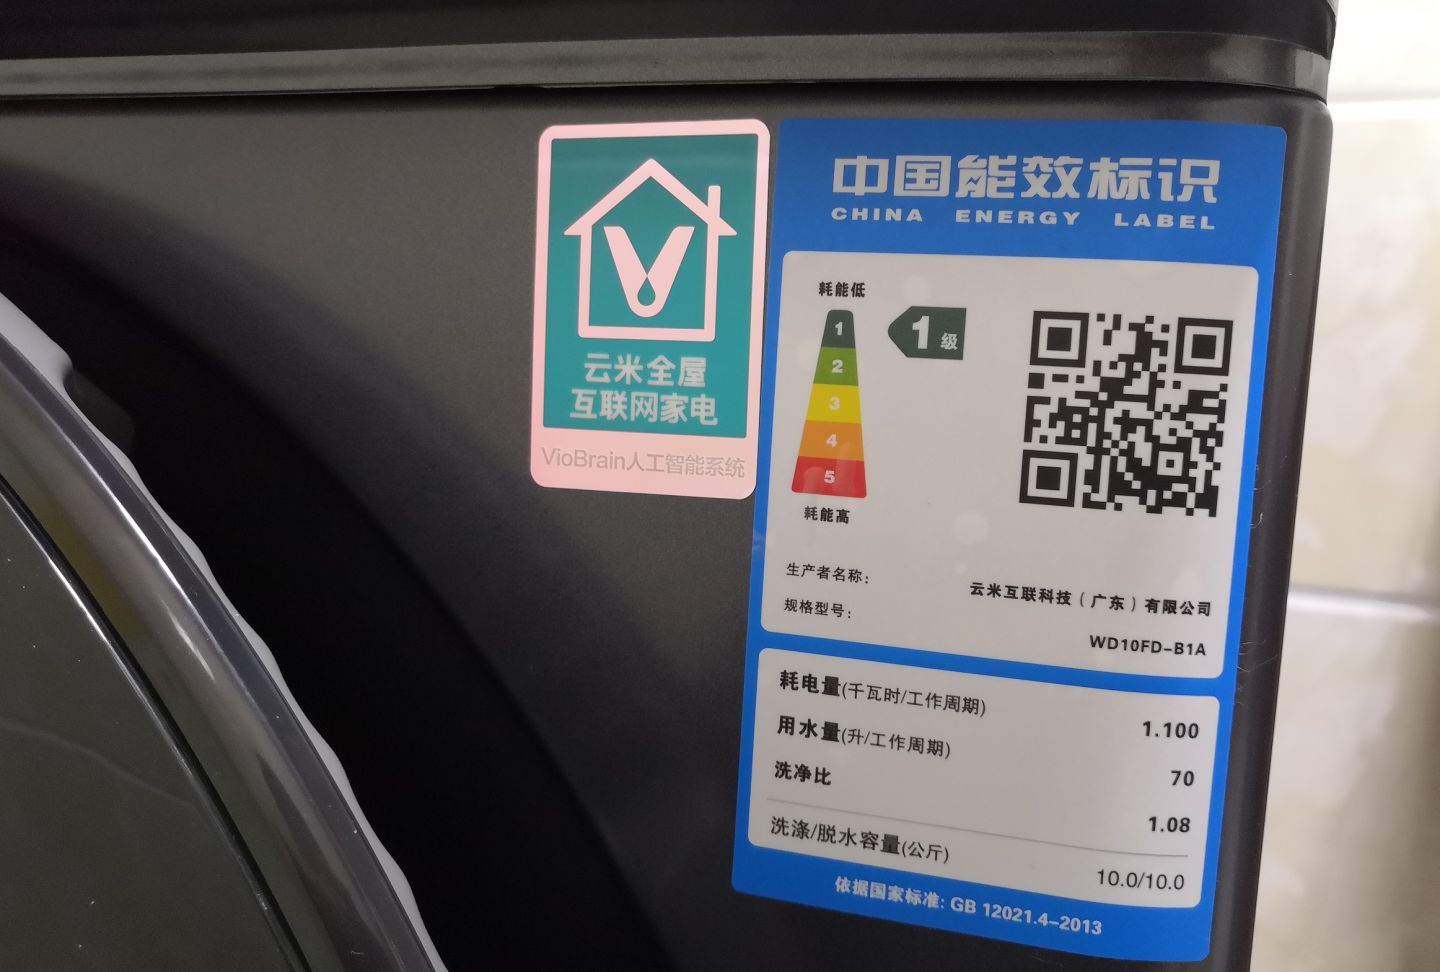 云米全屋
互联网家电
VioBrain人工智能系统
中国能效标识
CHINA ENERGY LABEL
耗能低
1
2
3
4
5
1级
耗能高
生产者名称：
云米互联科技（广东）有限公司
规格型号：
WD10FD-B1A
耗电量(千瓦时/工作周期) 1.100
用水量(升/工作周期) 70
洗净比 1.08
洗涤/脱水容量(公斤) 10.0/10.0
依据国家标准: GB 12021.4-2013